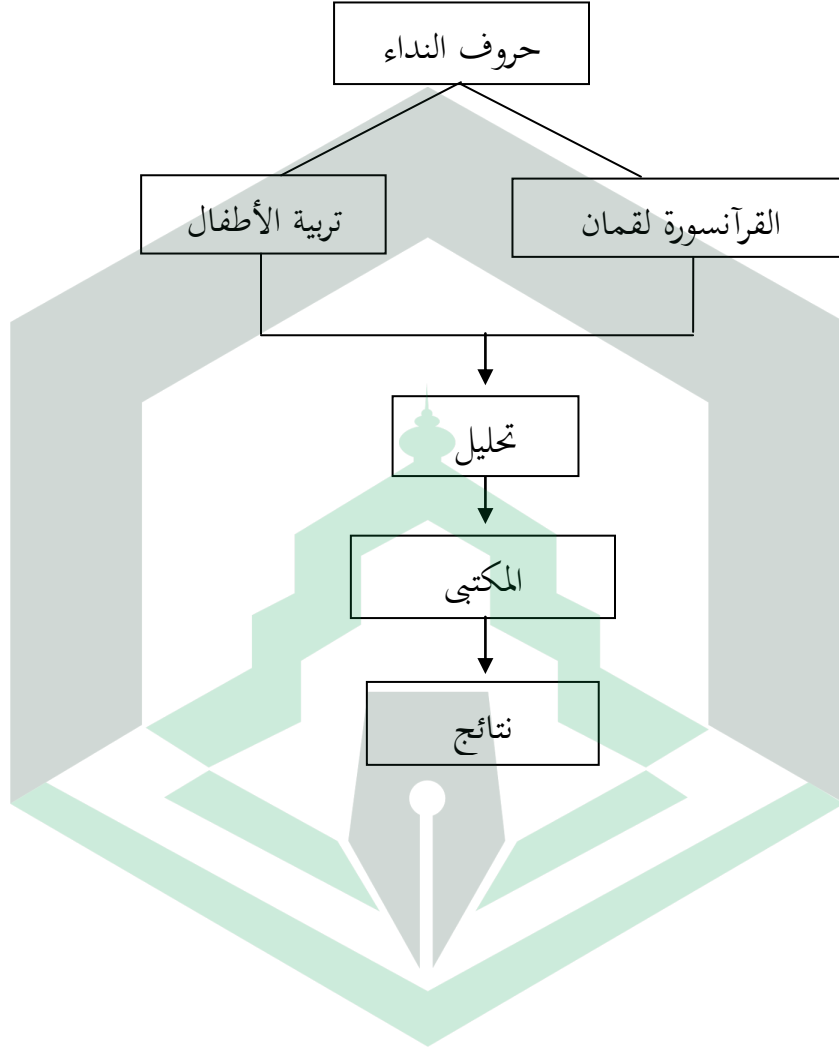 حروف النداء
القرآنسورة لقمان
تربية الأطفال
تحليل
المكتبى
نتائج